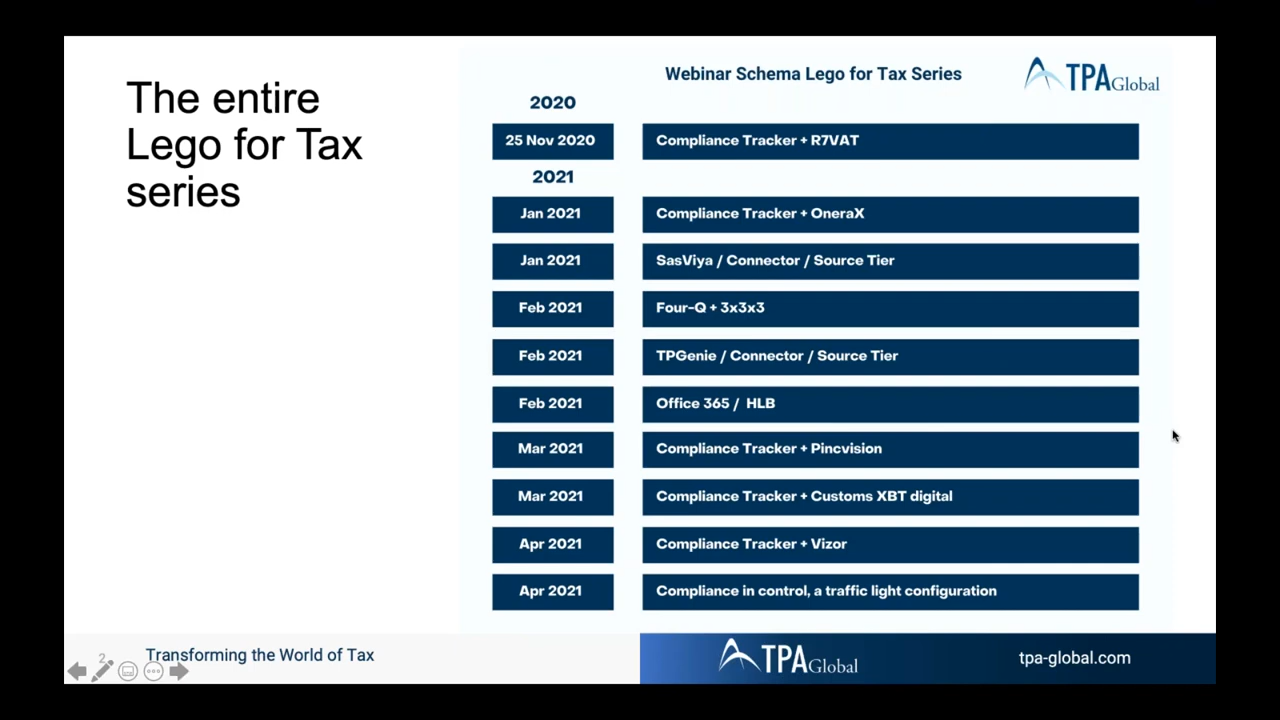 The entire
Lego for Tax
series
Webinar Schema Lego for Tax Series
TPA Global
2020
25 Nov 2020 Compliance Tracker + R7VAT
2021
Jan 2021 Compliance Tracker + OneraX
Jan 2021 SasViya / Connector / Source Tier
Feb 2021 Four-Q + 3x3x3
Feb 2021 TPGenie / Connector / Source Tier
Feb 2021 Office 365 / HLB
Mar 2021 Compliance Tracker + Pincvision
Mar 2021 Compliance Tracker + Customs XBT digital
Apr 2021 Compliance Tracker + Vizor
Apr 2021 Compliance in control, a traffic light configuration
2
Transforming the World of Tax
TPA Global
tpa-global.com